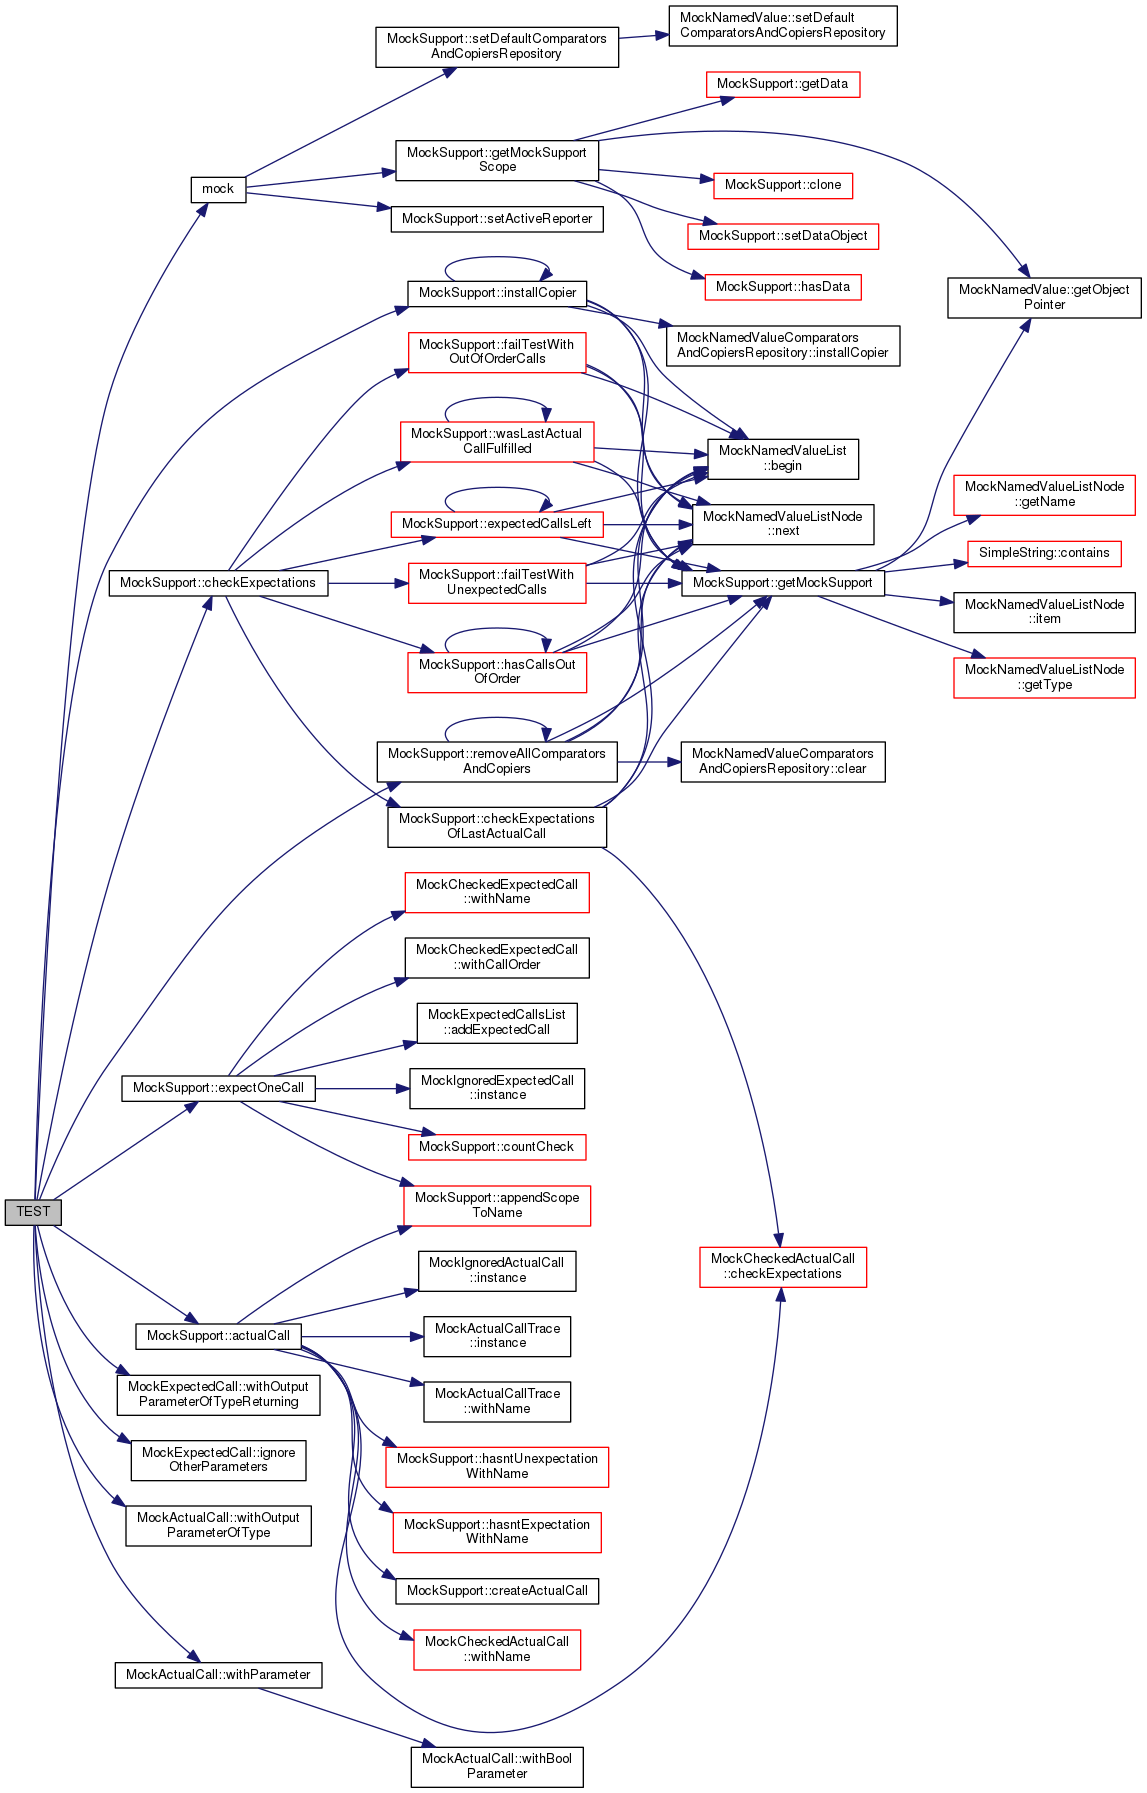 MockNamedValue::setDefault
ComparatorsAndCopiersRepository
MockSupport::setDefaultComparators
AndCopiersRepository
MockSupport::getData
MockSupport::getMockSupport
Scope
mock
MockSupport::clone
MockSupport::setActiveReporter
MockSupport::setDataObject
MockSupport::hasData
MockNamedValue::getObject
Pointer
MockSupport::installCopier
MockNamedValueComparators
AndCopiersRepository::installCopier
MockSupport::failTestWith
OutOfOrderCalls
MockSupport::wasLastActual
CallFulfilled
MockNamedValueList
::begin
MockNamedValueListNode
::getName
MockSupport::expectedCallsLeft
MockNamedValueListNode
::next
SimpleString::contains
MockSupport::checkExpectations
MockSupport::failTestWith
UnexpectedCalls
MockSupport::getMockSupport
MockNamedValueListNode
::item
MockSupport::hasCallsOut
OfOrder
MockNamedValueListNode
::getType
MockSupport::removeAllComparators
AndCopiers
MockNamedValueComparators
AndCopiersRepository::clear
MockSupport::checkExpectations
OfLastActualCall
MockCheckedExpectedCall
::withName
MockCheckedExpectedCall
::withCallOrder
MockExpectedCallsList
::addExpectedCall
MockSupport::expectOneCall
MockIgnoredExpectedCall
::instance
MockSupport::countCheck
MockSupport::appendScope
ToName
TEST
MockCheckedActualCall
::checkExpectations
MockIgnoredActualCall
::instance
MockSupport::actualCall
MockActualCallTrace
::instance
MockExpectedCall::withOutput
ParameterOfTypeReturning
MockActualCallTrace
::withName
MockExpectedCall::ignore
OtherParameters
MockSupport::hasntUnexpectation
WithName
MockActualCall::withOutput
ParameterOfType
MockSupport::hasntExpectation
WithName
MockSupport::createActualCall
MockCheckedActualCall
::withName
MockActualCall::withParameter
MockActualCall::withBool
Parameter